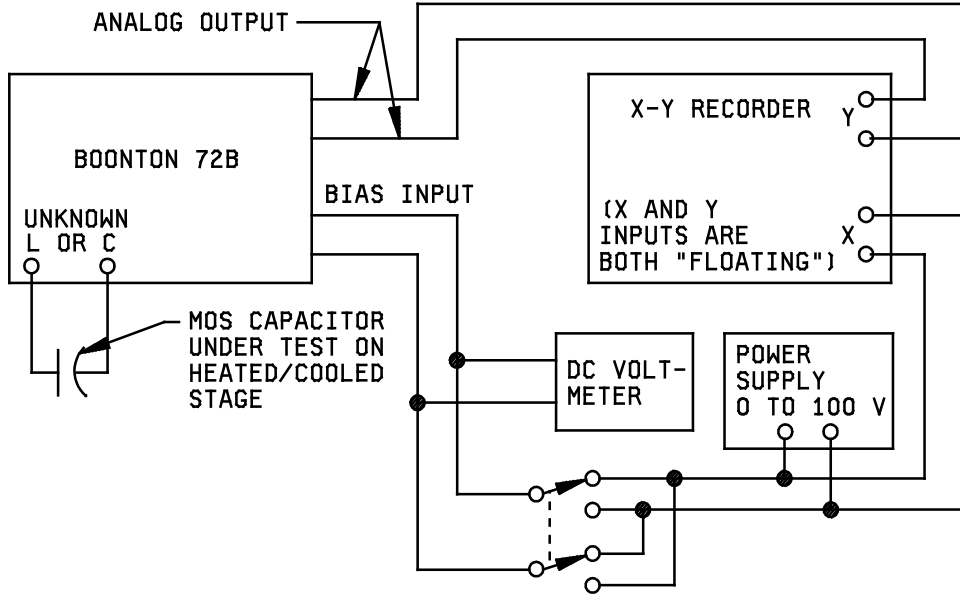 ANALOG OUTPUT
BOONTON 72B
UNKNOWN
L OR C
BIAS INPUT
X-Y RECORDER
Y
(X AND Y
INPUTS ARE
BOTH "FLOATING")
X
MOS CAPACITOR
UNDER TEST ON
HEATED/COOLED
STAGE
DC VOLT-
METER
POWER
SUPPLY
0 TO 100 V